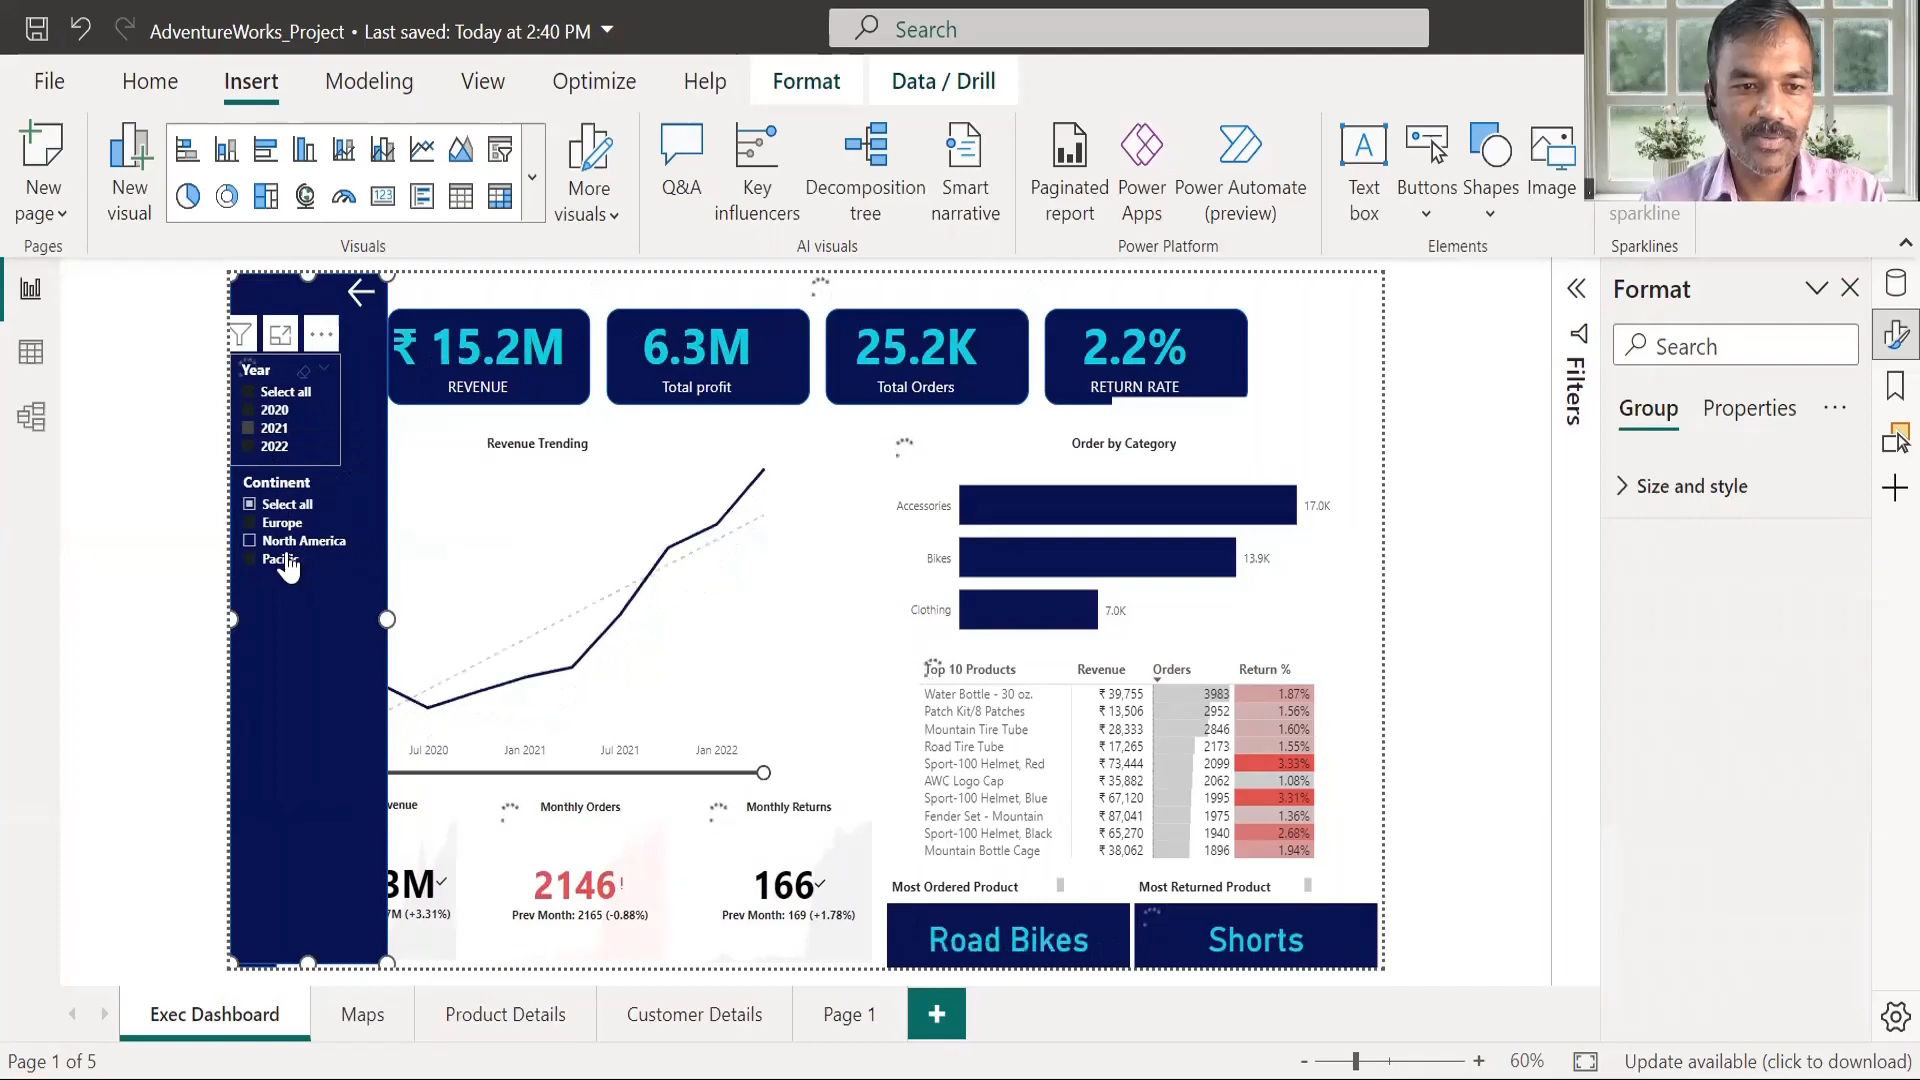 AdventureWorks_Project • Last saved: Today at 2:40 PM
Search
File
Home
Insert
Modeling
View
Optimize
Help
Format
Data / Drill
New
page
New
visual
123
More
visuals
Q&A
Key
influencers
Decomposition
tree
Smart
narrative
Paginated
report
Power
Apps
Power Automate
(preview)
A
Text
box
Buttons
Shapes
Image
sparkline
Pages
Visuals
AI visuals
Power Platform
Elements
Sparklines
Year
Select all
2020
2021
2022
Continent
Select all
Europe
North America
Pacific
₹ 15.2M
REVENUE
6.3M
Total profit
25.2K
Total Orders
2.2%
RETURN RATE
Revenue Trending
Jul 2020
Jan 2021
Jul 2021
Jan 2022
Order by Category
Accessories
17.0K
Bikes
13.9K
Clothing
7.0K
Top 10 Products Revenue Orders Return %
Water Bottle - 30 oz. ₹ 39,755 3983 1.87%
Patch Kit/8 Patches ₹ 13,506 2952 1.56%
Mountain Tire Tube ₹ 28,333 2846 1.60%
Road Tire Tube ₹ 17,265 2173 1.55%
Sport-100 Helmet, Red ₹ 73,444 2099 3.33%
AWC Logo Cap ₹ 35,882 2062 1.08%
Sport-100 Helmet, Blue ₹ 67,120 1995 3.31%
Fender Set - Mountain ₹ 87,041 1975 1.36%
Sport-100 Helmet, Black ₹ 65,270 1940 2.68%
Mountain Bottle Cage ₹ 38,062 1896 1.94%
venue
3M
7M (+3.31%)
Monthly Orders
2146!
Prev Month: 2165 (-0.88%)
Monthly Returns
166
Prev Month: 169 (+1.78%)
Most Ordered Product
Road Bikes
Most Returned Product
Shorts
Filters
Format
Search
Group
Properties
Size and style
Exec Dashboard
Maps
Product Details
Customer Details
Page 1
Page 1 of 5
60%
Update available (click to download)